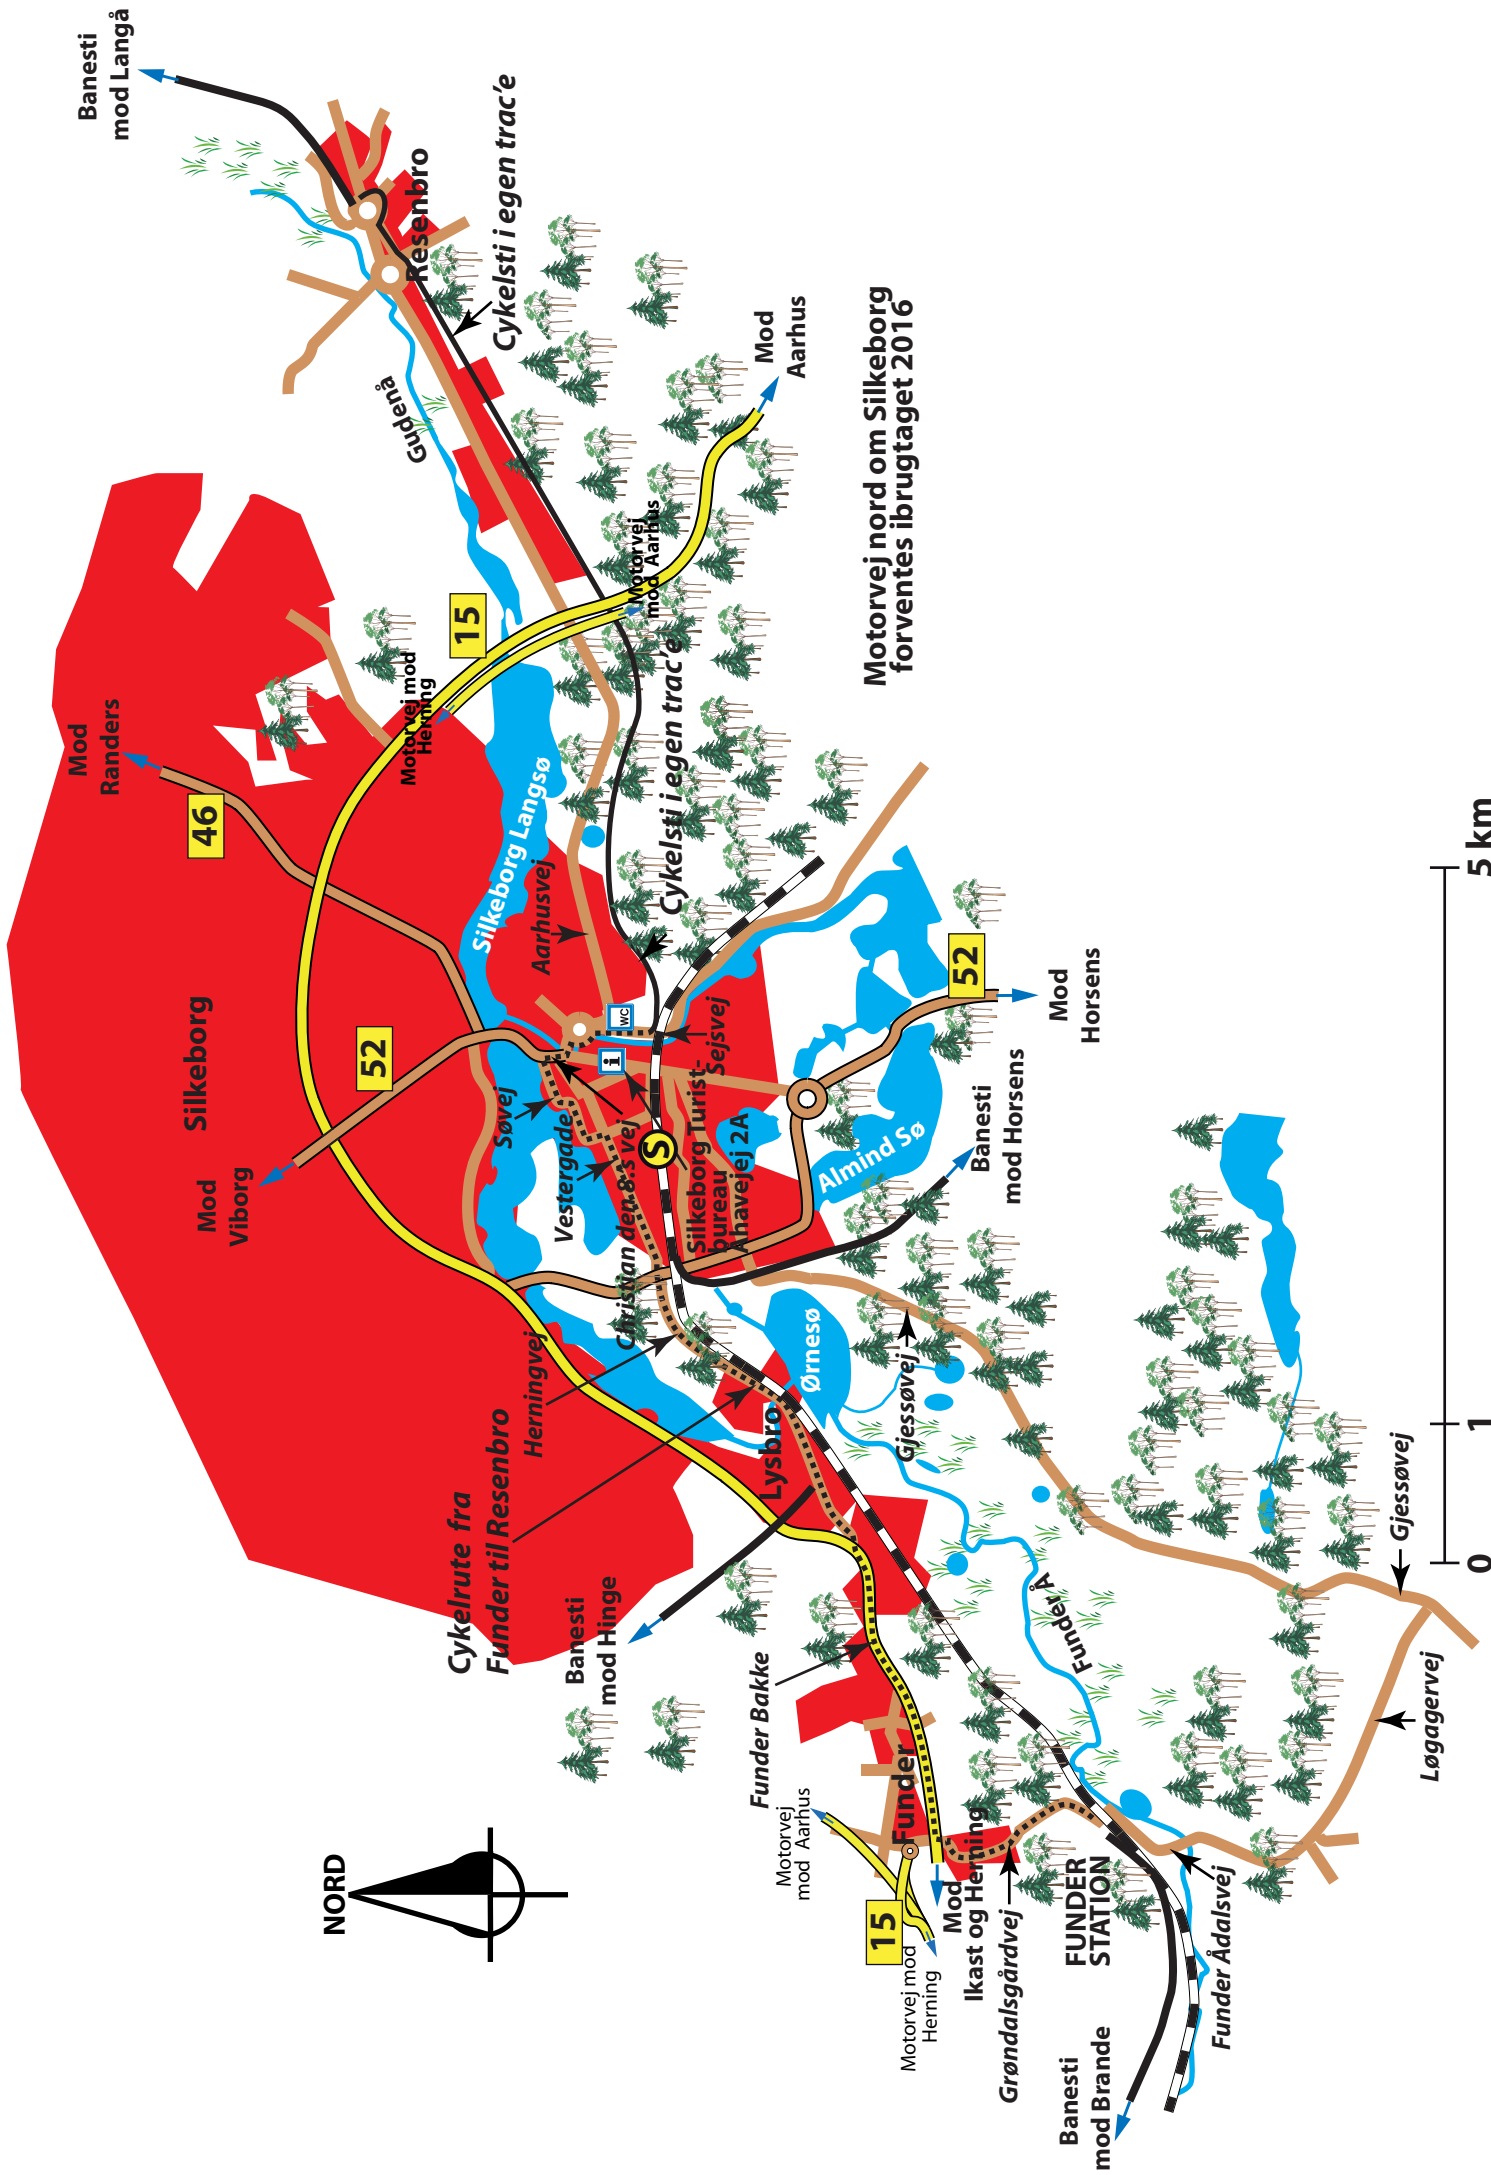 NORD
Banesti
mod Langå
Resenbro
Cykelsti i egen trac'e
Gudenå
Mod
Aarhus
Motorvej nord om Silkeborg
forventes ibrugtaget 2016
Motorvej
mod Aarhus
15
Motorvej mod
Herning
Mod
Randers
46
Silkeborg Langsø
Aarhusvej
Cykelsti i egen trac'e
Silkeborg
52
Mod
Viborg
WC
i
Sejsvej
52
Mod
Horsens
Søvej
Vestergade
Christian den 8.s vej
S
Silkeborg Turist-
bureau
Åhavejej 2A
Almind Sø
Banesti
mod Horsens
Herningvej
Cykelrute fra
Funder til Resenbro
Lysbro
Ørnesø
Gjessøvej
Banesti
mod Hinge
Funder Bakke
Funder
Funder Å
Motorvej
mod Aarhus
15
Motorvej mod
Herning
Mod
Ikast og Herning
Grøndalsgårdvej
FUNDER
STATION
Funder Ådalsvej
Banesti
mod Brande
Gjessøvej
Løgagervej
0
1
5 km